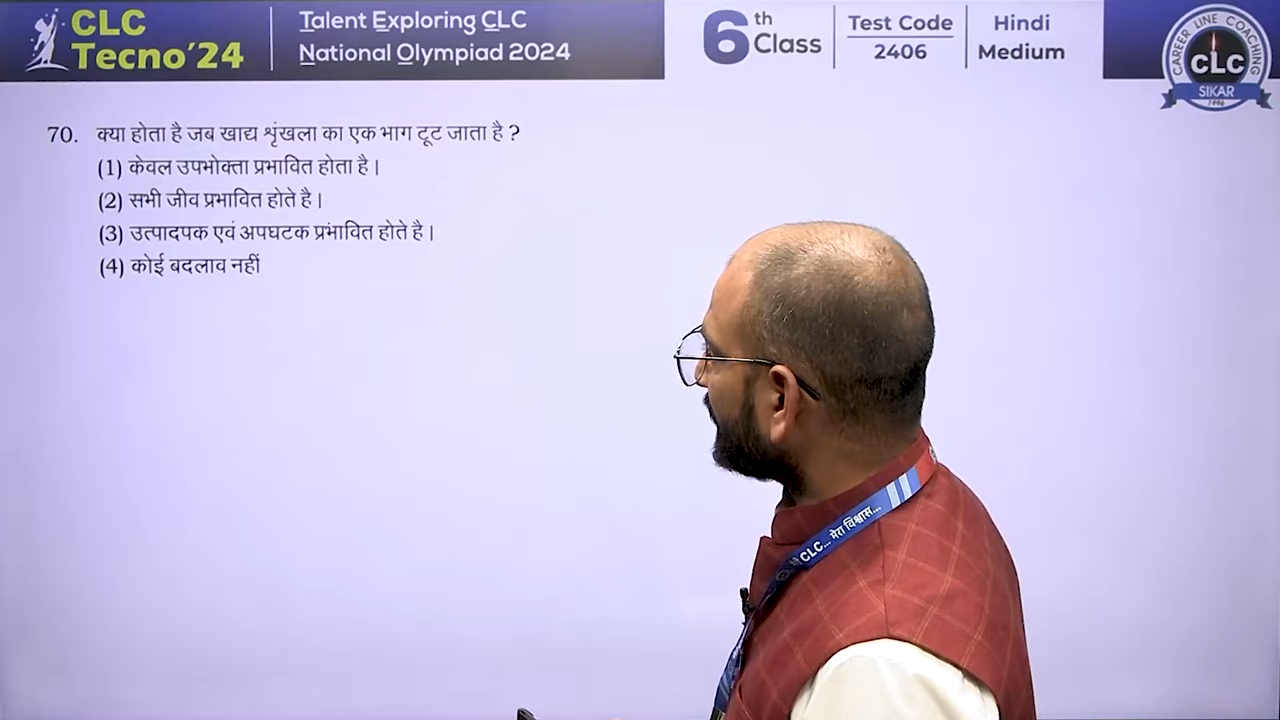 CLC
Tecno'24
Talent Exploring CLC
National Olympiad 2024
6th Class
Test Code
2406
Hindi
Medium
CAREER LINE COACHING
CLC
SIKAR
1996
70. क्या होता है जब खाद्य शृंखला का एक भाग टूट जाता है ?
(1) केवल उपभोक्ता प्रभावित होता है।
(2) सभी जीव प्रभावित होते है।
(3) उत्पादपक एवं अपघटक प्रभावित होते है।
(4) कोई बदलाव नहीं
CLC... मेरा विश्वास...